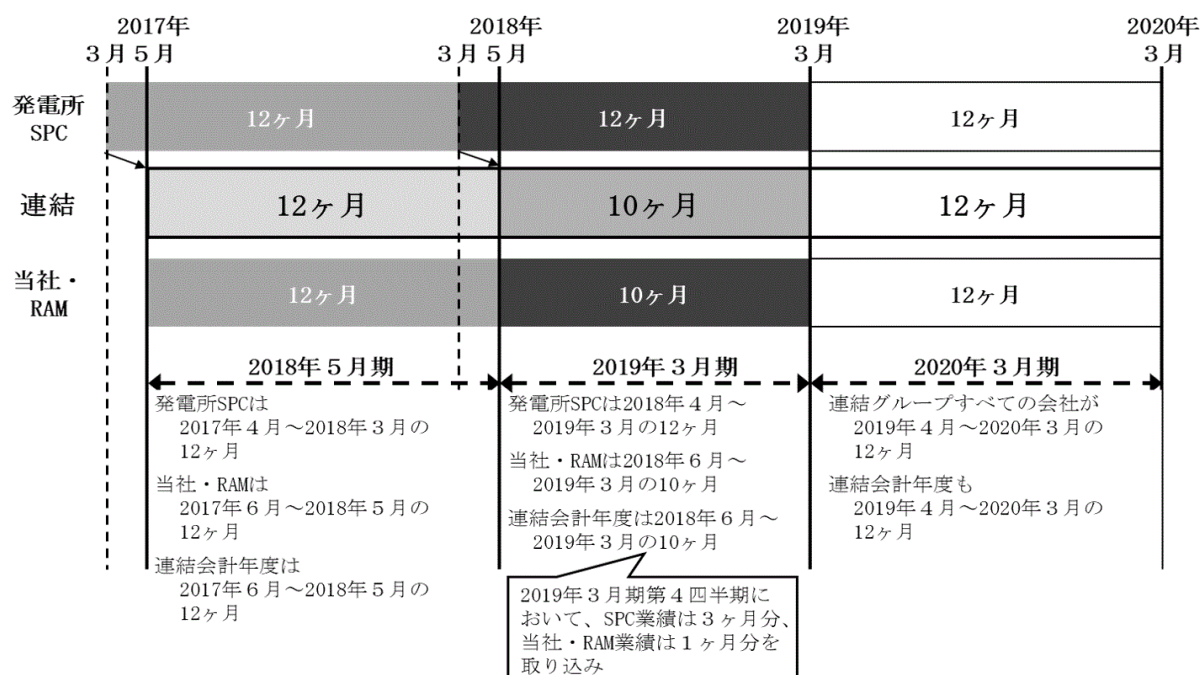 2017年
３月５月
2018年
３月５月
2019年
３月
2020年
３月
発電所
SPC
12ヶ月
12ヶ月
12ヶ月
連結
12ヶ月
10ヶ月
12ヶ月
当社・
RAM
12ヶ月
10ヶ月
12ヶ月
2018年５月期
2019年３月期
2020年３月期
発電所SPCは
2017年４月～2018年３月の
12ヶ月
当社・RAMは
2017年６月～2018年５月の
12ヶ月
連結会計年度は
2017年６月～2018年５月の
12ヶ月
発電所SPCは2018年４月～
2019年３月の12ヶ月
当社・RAMは2018年６月～
2019年３月の10ヶ月
連結会計年度は2018年６月～
2019年３月の10ヶ月
2019年３月期第４四半期に
おいて、SPC業績は３ヶ月分、
当社・RAM業績は１ヶ月分を
取り込み
連結グループすべての会社が
2019年４月～2020年３月の
12ヶ月
連結会計年度も
2019年４月～2020年３月の
12ヶ月